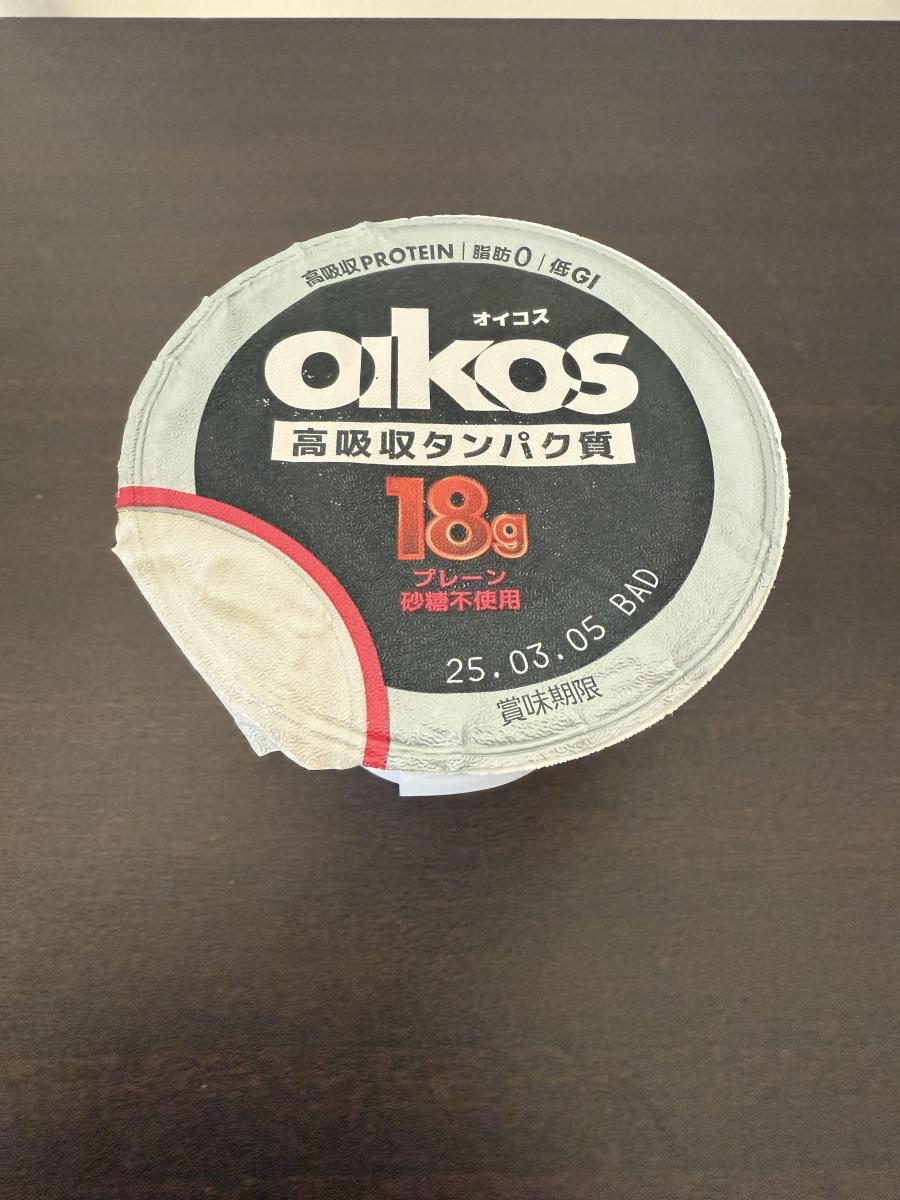 高吸収PROTEIN｜脂肪0｜低GI
オイコス
oikos
高吸収タンパク質
18g
プレーン
砂糖不使用
25.03.05 BAD
賞味期限